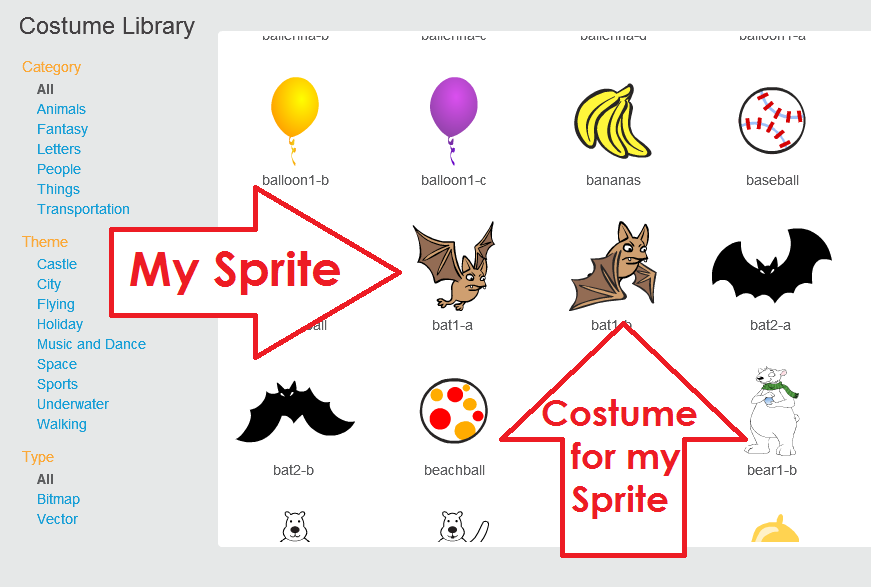 Costume Library
Category
All
Animals
Fantasy
Letters
People
Things
Transportation
Theme
Castle
City
Flying
Holiday
Music and Dance
Space
Sports
Underwater
Walking
Type
All
Bitmap
Vector
ballerina-b ballerina-c ballerina-d balloon1-a
balloon1-b balloon1-c bananas baseball
My Sprite
bat1-a bat1-b bat2-a
bat2-b beachball bear1-b
Costume
for my
Sprite